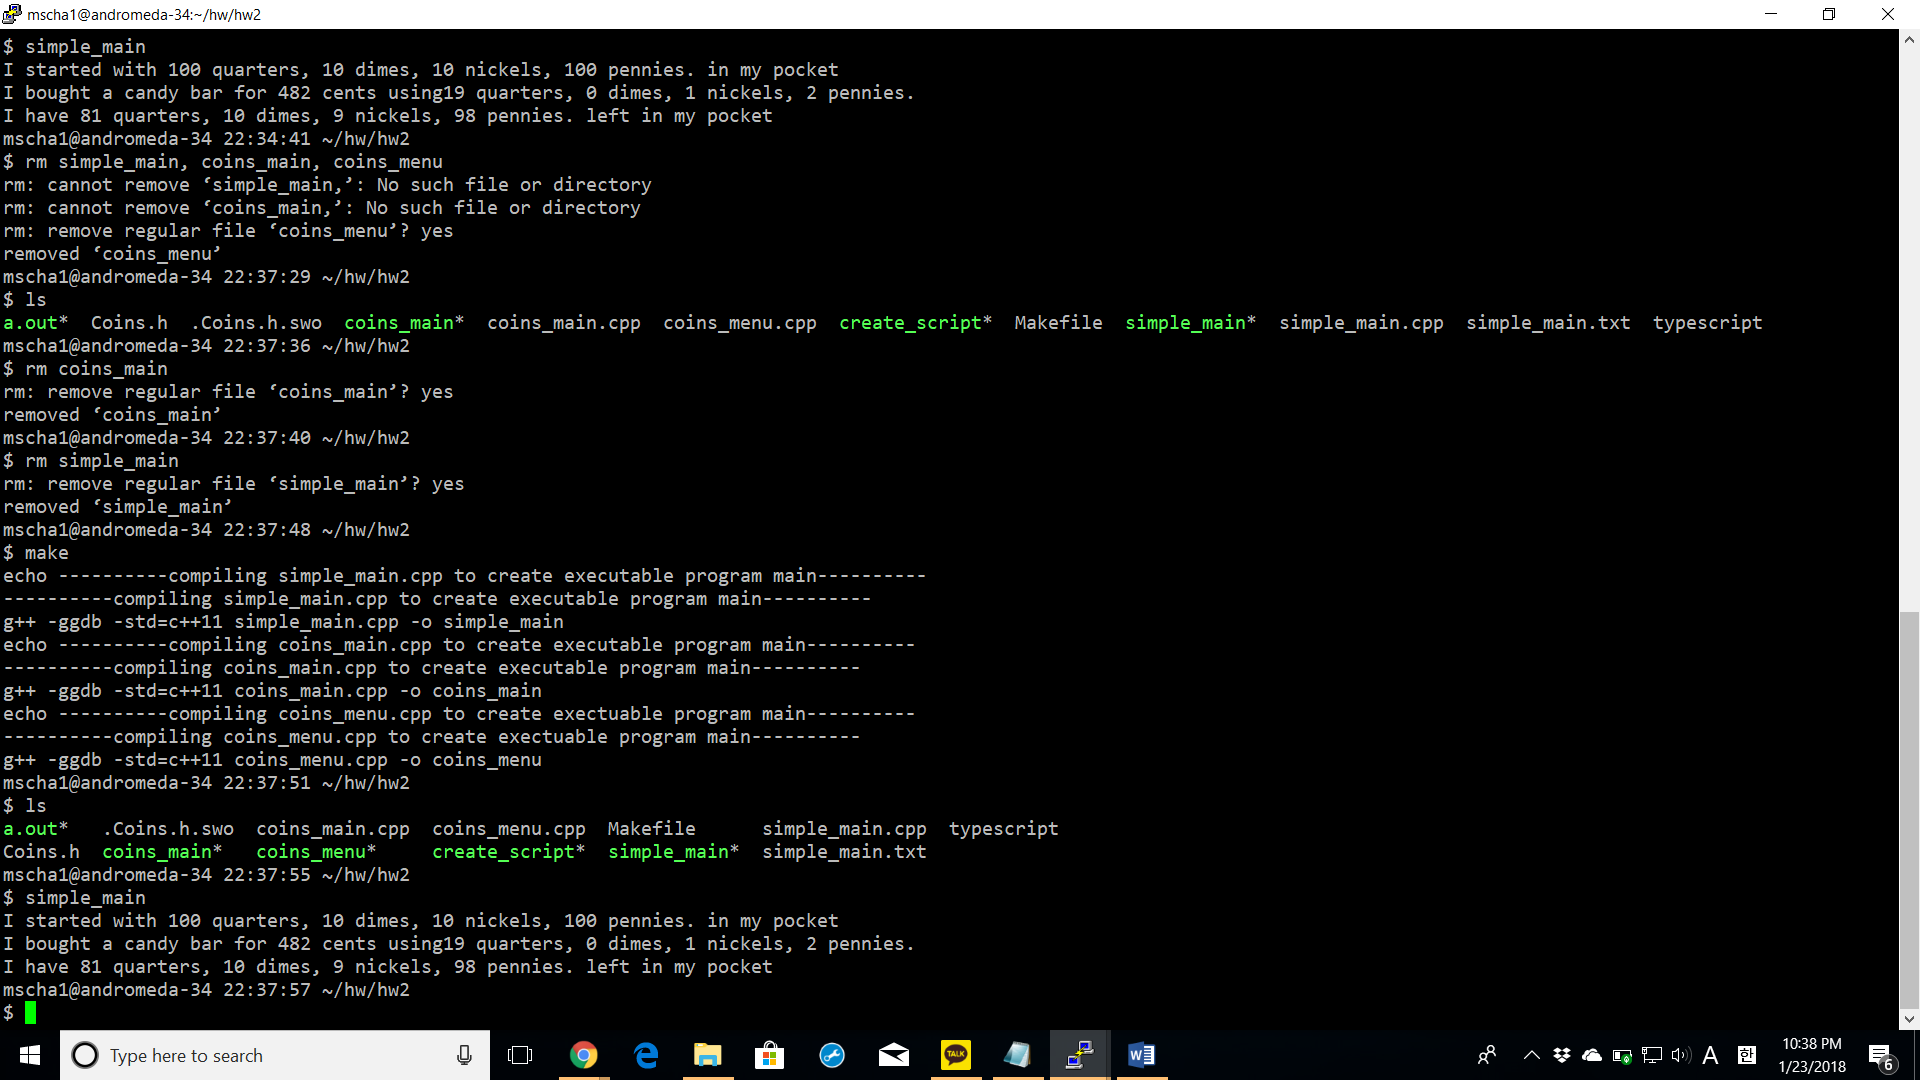 mscha1@andromeda-34:~/hw/hw2
$ simple_main
I started with 100 quarters, 10 dimes, 10 nickels, 100 pennies. in my pocket
I bought a candy bar for 482 cents using19 quarters, 0 dimes, 1 nickels, 2 pennies.
I have 81 quarters, 10 dimes, 9 nickels, 98 pennies. left in my pocket
mscha1@andromeda-34 22:34:41 ~/hw/hw2
$ rm simple_main, coins_main, coins_menu
rm: cannot remove ‘simple_main,’: No such file or directory
rm: cannot remove ‘coins_main,’: No such file or directory
rm: remove regular file ‘coins_menu’? yes
removed ‘coins_menu’
mscha1@andromeda-34 22:37:29 ~/hw/hw2
$ ls
a.out*  Coins.h  .Coins.h.swo  coins_main*  coins_main.cpp  coins_menu.cpp  create_script*  Makefile  simple_main*  simple_main.cpp  simple_main.txt  typescript
mscha1@andromeda-34 22:37:36 ~/hw/hw2
$ rm coins_main
rm: remove regular file ‘coins_main’? yes
removed ‘coins_main’
mscha1@andromeda-34 22:37:40 ~/hw/hw2
$ rm simple_main
rm: remove regular file ‘simple_main’? yes
removed ‘simple_main’
mscha1@andromeda-34 22:37:48 ~/hw/hw2
$ make
echo ----------compiling simple_main.cpp to create executable program main----------
----------compiling simple_main.cpp to create executable program main----------
g++ -ggdb -std=c++11 simple_main.cpp -o simple_main
echo ----------compiling coins_main.cpp to create executable program main----------
----------compiling coins_main.cpp to create executable program main----------
g++ -ggdb -std=c++11 coins_main.cpp -o coins_main
echo ----------compiling coins_menu.cpp to create exectuable program main----------
----------compiling coins_menu.cpp to create exectuable program main----------
g++ -ggdb -std=c++11 coins_menu.cpp -o coins_menu
mscha1@andromeda-34 22:37:51 ~/hw/hw2
$ ls
a.out*   .Coins.h.swo  coins_main.cpp  coins_menu.cpp  Makefile      simple_main.cpp  typescript
Coins.h  coins_main*   coins_menu*     create_script*  simple_main*  simple_main.txt
mscha1@andromeda-34 22:37:55 ~/hw/hw2
$ simple_main
I started with 100 quarters, 10 dimes, 10 nickels, 100 pennies. in my pocket
I bought a candy bar for 482 cents using19 quarters, 0 dimes, 1 nickels, 2 pennies.
I have 81 quarters, 10 dimes, 9 nickels, 98 pennies. left in my pocket
mscha1@andromeda-34 22:37:57 ~/hw/hw2
$
Type here to search
TALK
W
A
한
10:38 PM
1/23/2018
6